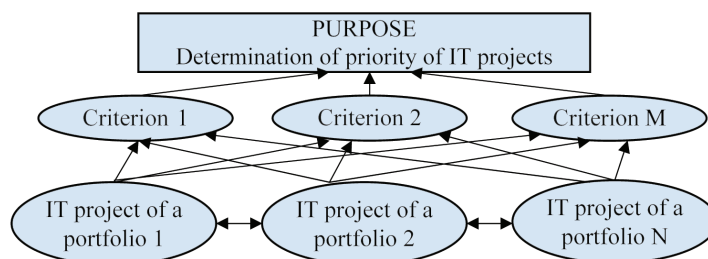 PURPOSE
Determination of priority of IT projects
Criterion 1
Criterion 2
Criterion M
IT project of a
portfolio 1
IT project of a
portfolio 2
IT project of a
portfolio N